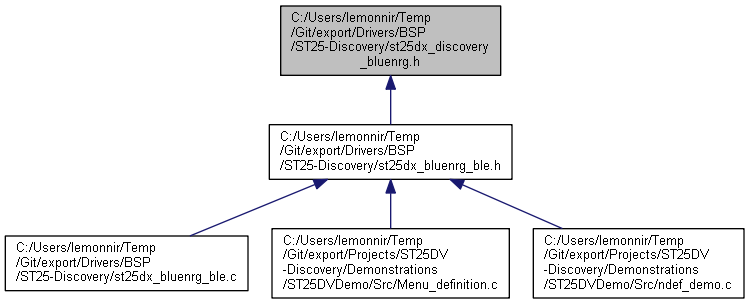 C:/Users/lemonnir/Temp
/Git/export/Drivers/BSP
/ST25-Discovery/st25dx_discovery
_bluenrg.h
C:/Users/lemonnir/Temp
/Git/export/Drivers/BSP
/ST25-Discovery/st25dx_bluenrg_ble.h
C:/Users/lemonnir/Temp
/Git/export/Drivers/BSP
/ST25-Discovery/st25dx_bluenrg_ble.c
C:/Users/lemonnir/Temp
/Git/export/Projects/ST25DV
-Discovery/Demonstrations
/ST25DVDemo/Src/Menu_definition.c
C:/Users/lemonnir/Temp
/Git/export/Projects/ST25DV
-Discovery/Demonstrations
/ST25DVDemo/Src/ndef_demo.c